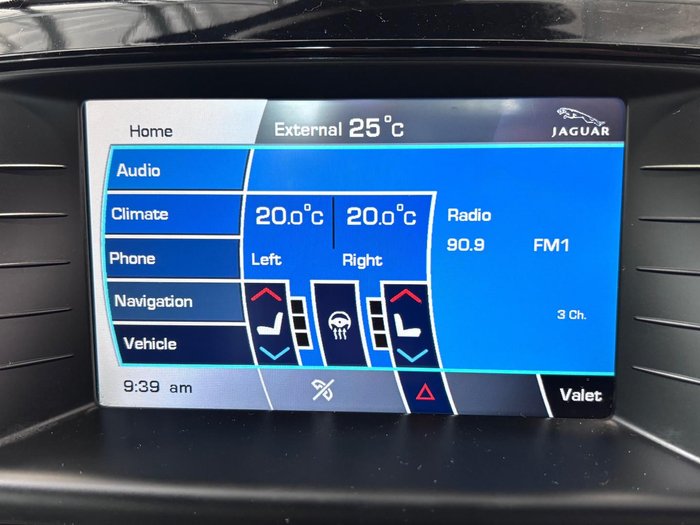 Home
External 25°C
JAGUAR
Audio
Climate
Phone
Navigation
Vehicle
20.0°C 20.0°C
Left Right
Radio
90.9 FM1
3 Ch.
9:39 am
Valet